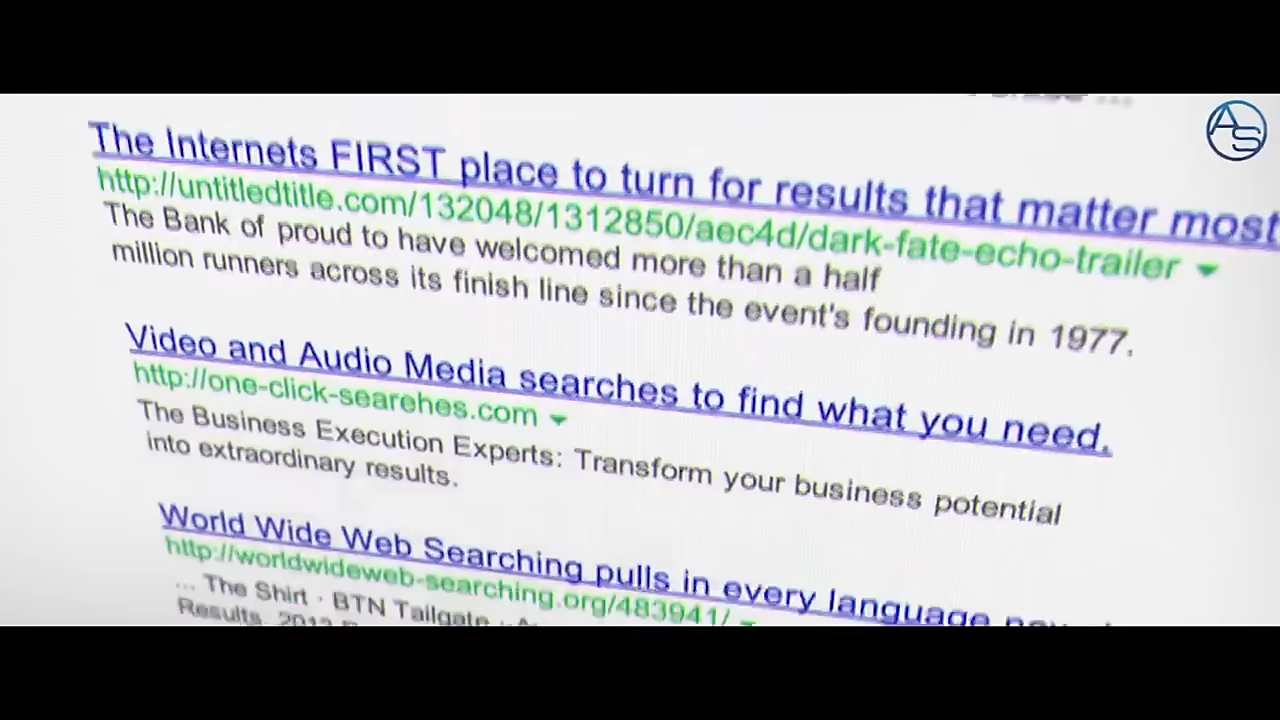 AS
The Internets FIRST place to turn for results that matter most
http://untitledtitle.com/132048/1312850/aec4d/dark-fate-echo-trailer
The Bank of proud to have welcomed more than a half
million runners across its finish line since the event's founding in 1977.
Video and Audio Media searches to find what you need.
http://one-click-searehes.com
The Business Execution Experts: Transform your business potential
into extraordinary results.
World Wide Web Searching pulls in every language
http://worldwideweb-searching.org/483941/
... The Shirt · BTN Tailgate
Results, 2013